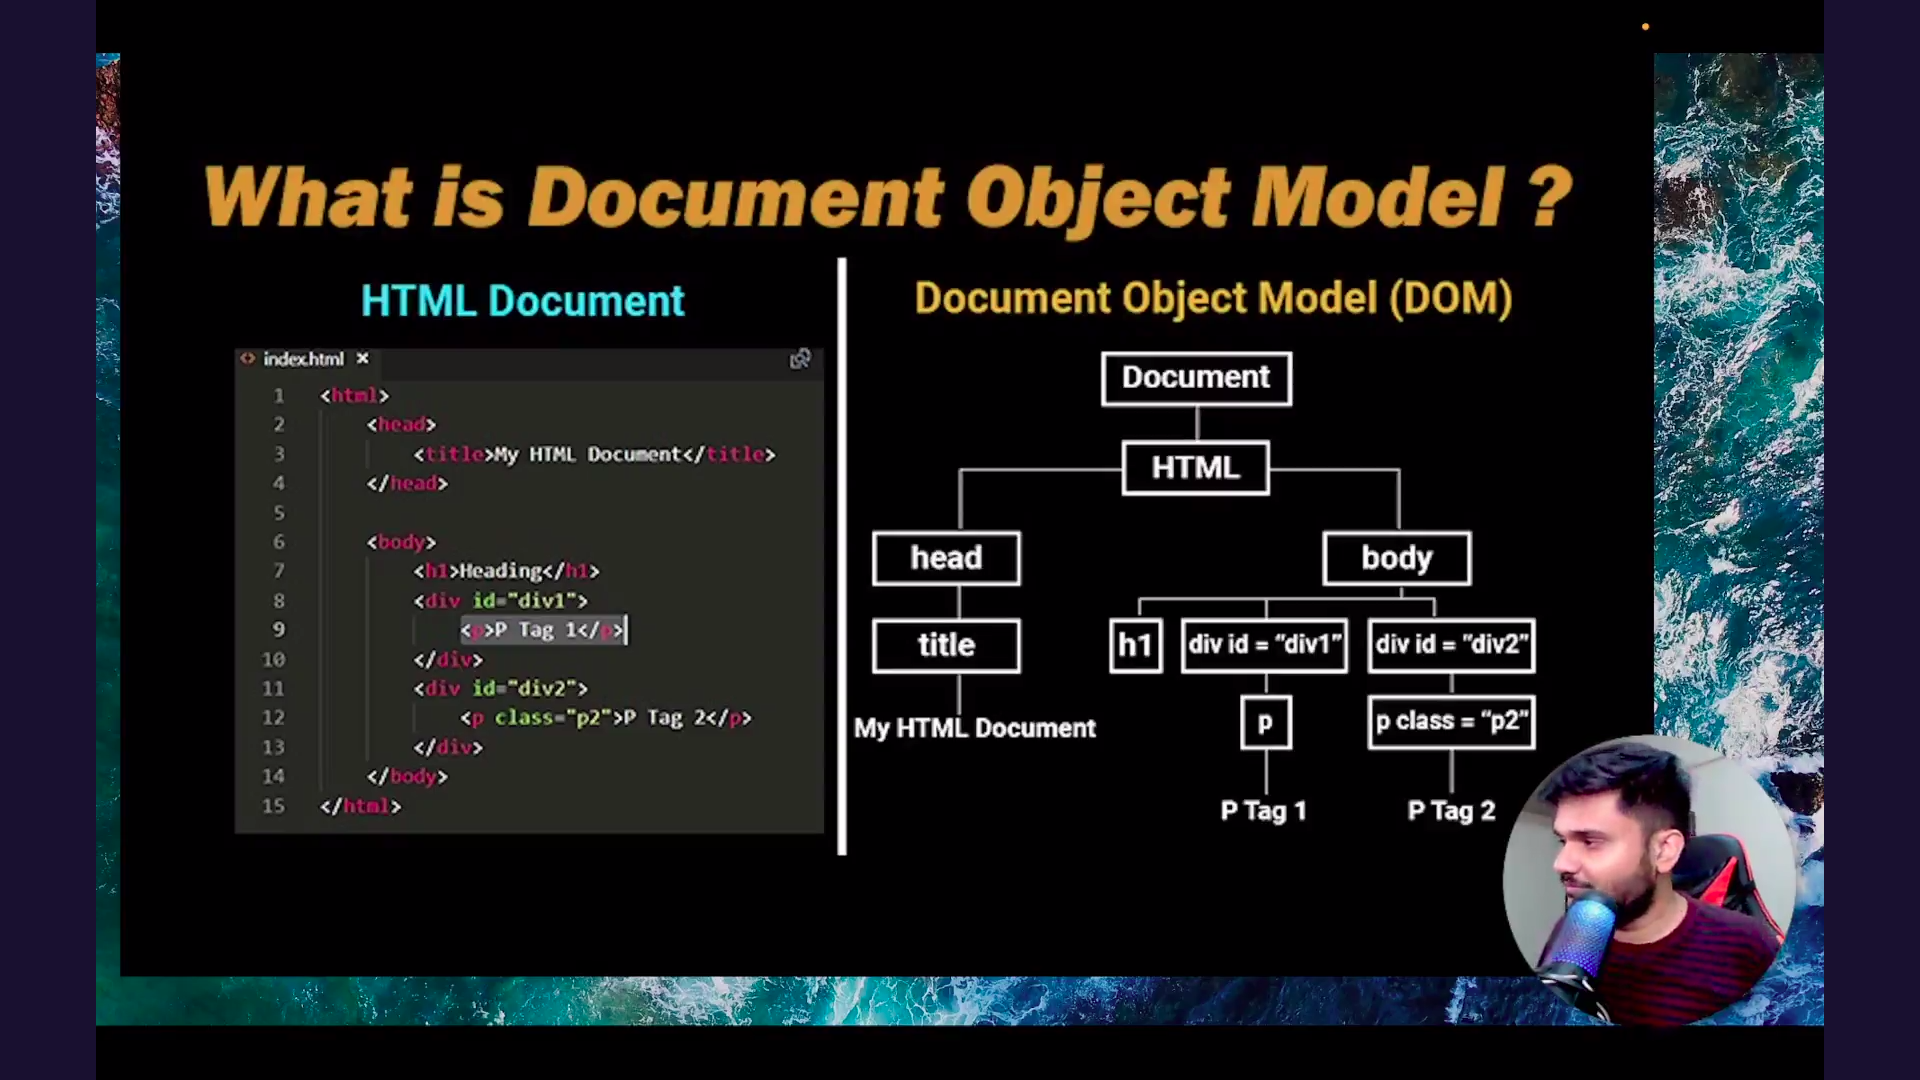 What is Document Object Model ?
HTML Document
index.html
1 <html>
2 <head>
3 <title>My HTML Document</title>
4 </head>
5
6 <body>
7 <h1>Heading</h1>
8 <div id="div1">
9 <p>P Tag 1</p>
10 </div>
11 <div id="div2">
12 <p class="p2">P Tag 2</p>
13 </div>
14 </body>
15 </html>
Document Object Model (DOM)
Document
HTML
head body
title h1 div id = “div1” div id = “div2”
My HTML Document p p class = “p2”
P Tag 1 P Tag 2